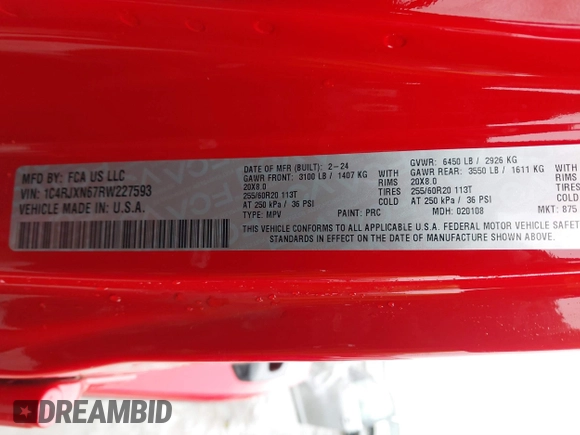 MFD BY: FCA US LLC
VIN: 1C4RJXN67RW227593
VEHICLE MADE IN: U.S.A.
DATE OF MFR (BUILT): 2-24
GAWR FRONT: 3100 LB / 1407 KG WITH
20X8.0 RIMS
255/60R20 113T TIRES
AT 250 kPa / 36 PSI COLD
TYPE: MPV PAINT: PRC
GVWR: 6450 LB / 2926 KG
GAWR REAR: 3550 LB / 1611 KG
20X8.0 WITH RIMS
255/60R20 113T TIRES
AT 250 kPa / 36 PSI COLD
MDH: 020108 MKT: 875
THIS VEHICLE CONFORMS TO ALL APPLICABLE U.S.A. FEDERAL MOTOR VEHICLE SAFET
STANDARDS IN EFFECT ON THE DATE OF MANUFACTURE SHOWN ABOVE.
DREAMBID